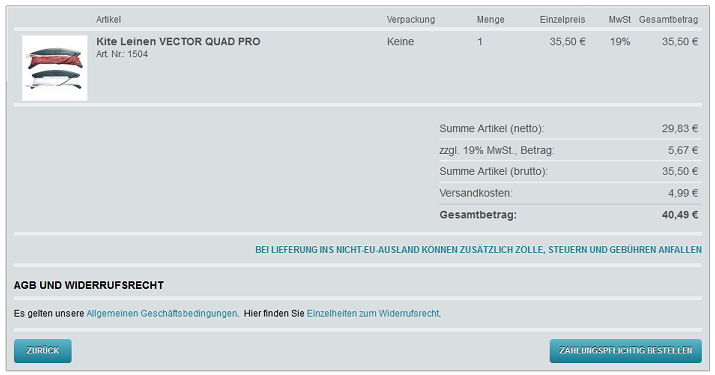 Artikel Verpackung Menge Einzelpreis MwSt Gesamtbetrag
Kite Leinen VECTOR QUAD PRO Keine 1 35,50 € 19% 35,50 €
Art. Nr.: 1504
Summe Artikel (netto): 29,83 €
zzgl. 19% MwSt., Betrag: 5,67 €
Summe Artikel (brutto): 35,50 €
Versandkosten: 4,99 €
Gesamtbetrag: 40,49 €
BEI LIEFERUNG INS NICHT-EU-AUSLAND KÖNNEN ZUSÄTZLICH ZÖLLE, STEUERN UND GEBÜHREN ANFALLEN
AGB UND WIDERRUFSRECHT
Es gelten unsere Allgemeinen Geschäftsbedingungen. Hier finden Sie Einzelheiten zum Widerrufsrecht.
ZURÜCK ZAHLUNGSPFLICHTIG BESTELLEN